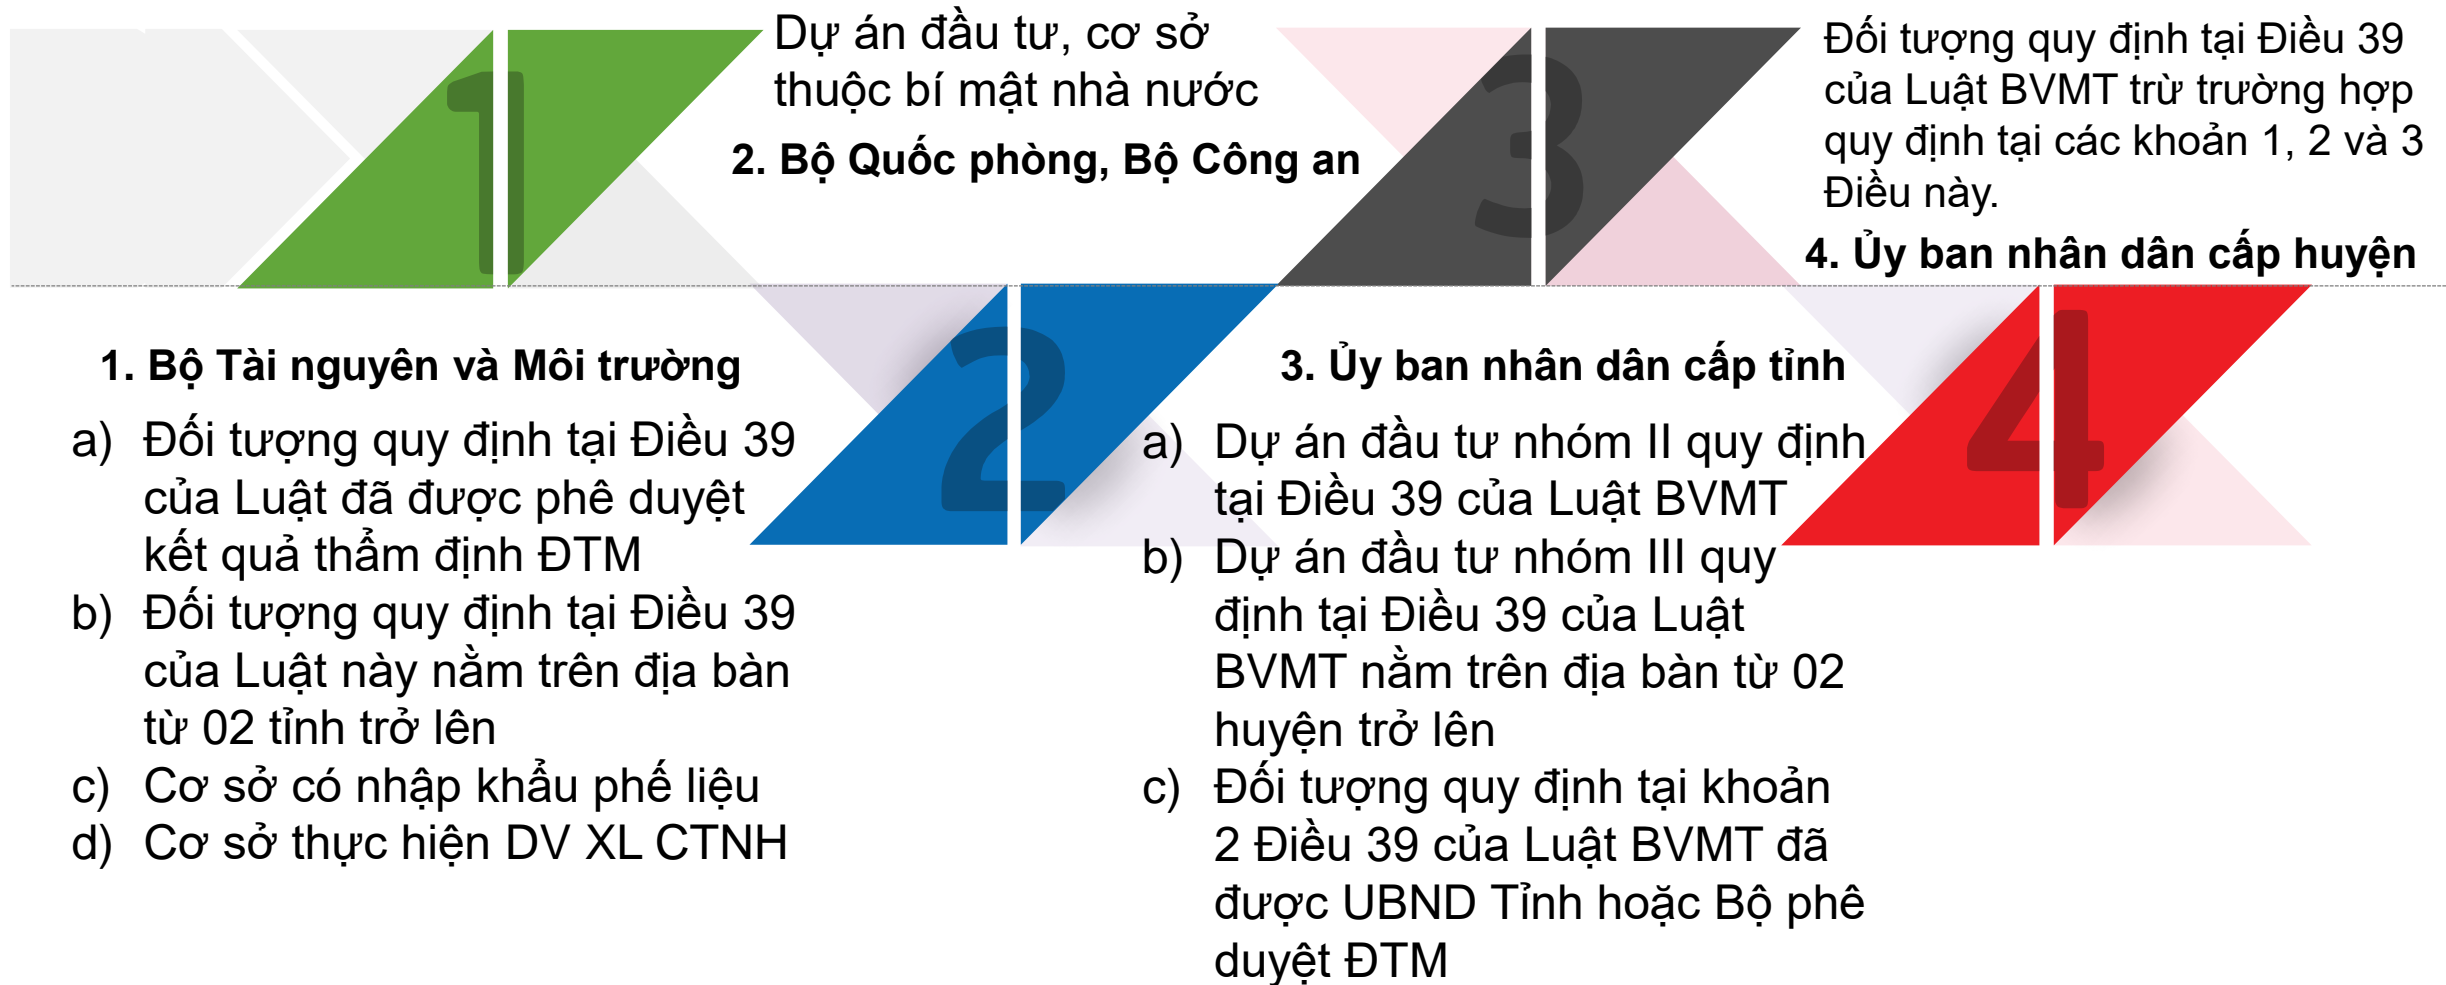 1
1. Bộ Tài nguyên và Môi trường
a) Đối tượng quy định tại Điều 39
của Luật đã được phê duyệt
kết quả thẩm định ĐTM
b) Đối tượng quy định tại Điều 39
của Luật này nằm trên địa bàn
từ 02 tỉnh trở lên
c) Cơ sở có nhập khẩu phế liệu
d) Cơ sở thực hiện DV XL CTNH
Dự án đầu tư, cơ sở
thuộc bí mật nhà nước
2. Bộ Quốc phòng, Bộ Công an
2
3
3. Ủy ban nhân dân cấp tỉnh
a) Dự án đầu tư nhóm II quy định
tại Điều 39 của Luật BVMT
b) Dự án đầu tư nhóm III quy
định tại Điều 39 của Luật
BVMT nằm trên địa bàn từ 02
huyện trở lên
c) Đối tượng quy định tại khoản
2 Điều 39 của Luật BVMT đã
được UBND Tỉnh hoặc Bộ phê
duyệt ĐTM
Đối tượng quy định tại Điều 39
của Luật BVMT trừ trường hợp
quy định tại các khoản 1, 2 và 3
Điều này.
4. Ủy ban nhân dân cấp huyện
4